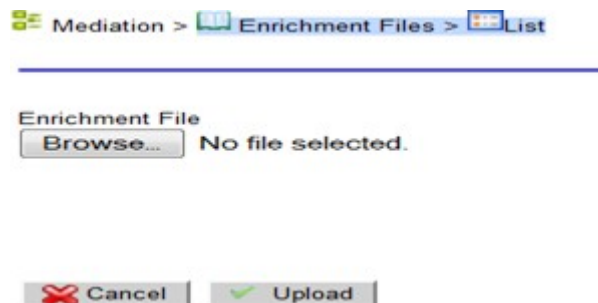 Mediation > Enrichment Files > List
Enrichment File
Browse... No file selected.
Cancel Upload